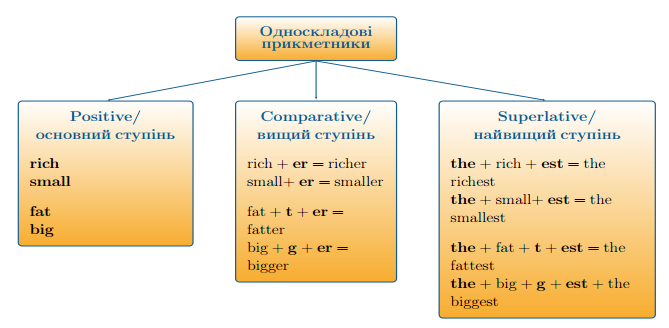 Односкладові
прикметники
Positive/
основний ступінь
rich
small
fat
big
Comparative/
вищий ступінь
rich + er = richer
small+ er = smaller
fat + t + er =
fatter
big + g + er =
bigger
Superlative/
найвищий ступінь
the + rich + est = the
richest
the + small+ est = the
smallest
the + fat + t + est = the
fattest
the + big + g + est + the
biggest